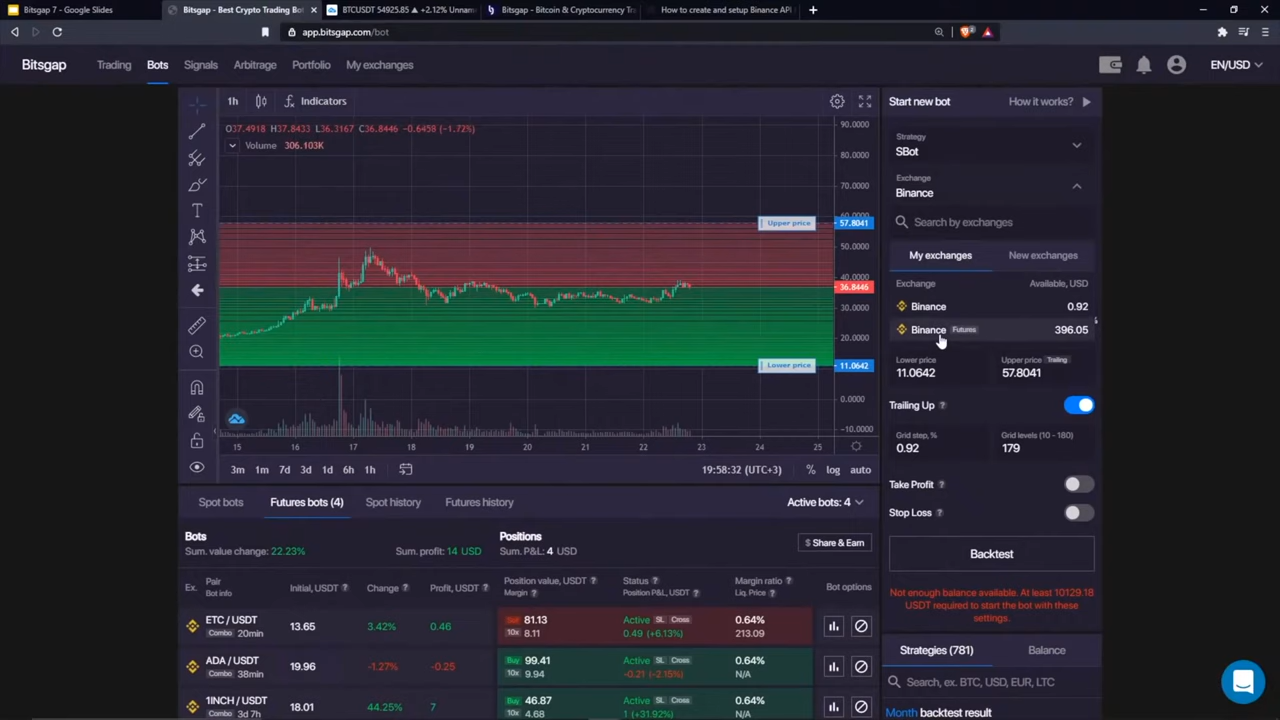 Bitsgap 7 - Google Slides
Bitsgap - Best Crypto Trading Bot
BTCUSDT 54925.85 ▲ +2.12% Unnam
Bitsgap - Bitcoin & Cryptocurrency Tra
How to create and setup Binance API
app.bitsgap.com/bot
Bitsgap
Bots
Trading
Signals
Arbitrage
Portfolio
My exchanges
EN/USD
1h
Indicators
O37.4918 H37.8433 L36.3167 C36.8446 -0.6458 (-1.72%)
Volume 306.103K
90.0000
80.0000
70.0000
60.0000
Upper price
57.8041
50.0000
40.0000
36.8446
30.0000
20.0000
Lower price
11.0642
0.0000
-10.0000
15 16 17 18 19 20 21 22 23 24 25
3m 1m 7d 3d 1d 6h 1h
19:58:32 (UTC+3)
% log auto
Start new bot
How it works?
Strategy
SBot
Exchange
Binance
Search by exchanges
My exchanges
New exchanges
Exchange
Available, USD
Binance
0.92
Binance Futures
396.05
Lower price
11.0642
Upper price Trailing
57.8041
Trailing Up ?
Grid step, %
0.92
Grid levels (10 - 180)
179
Take Profit ?
Stop Loss ?
Backtest
Not enough balance available. At least 10129.18
USDT required to start the bot with these
settings.
Strategies (781)
Balance
Search, ex. BTC, USD, EUR, LTC
Month backtest result
Spot bots
Futures bots (4)
Spot history
Futures history
Active bots: 4
Bots
Sum. value change: 22.23%
Sum. profit: 14 USD
Positions
Sum. P&L: 4 USD
$ Share & Earn
Ex.
Pair
Bot info
Initial, USDT ?
Change ?
Profit, USDT ?
Position value, USDT ?
Margin ?
Status ?
Position P&L, USDT ?
Margin ratio ?
Liq. Price ?
Bot options
ETC / USDT
Combo 20min
13.65
3.42%
0.46
Sell 81.13
10x 8.11
Active SL Cross
0.49 (+6.13%)
0.64%
213.09
ADA / USDT
Combo 38min
19.96
-1.27%
-0.25
Buy 99.41
10x 9.94
Active SL Cross
-0.21 (-2.15%)
0.64%
N/A
1INCH / USDT
Combo 3d 7h
18.01
44.25%
7
Buy 46.87
10x 4.68
Active SL Cross
1 (+31.92%)
0.64%
N/A